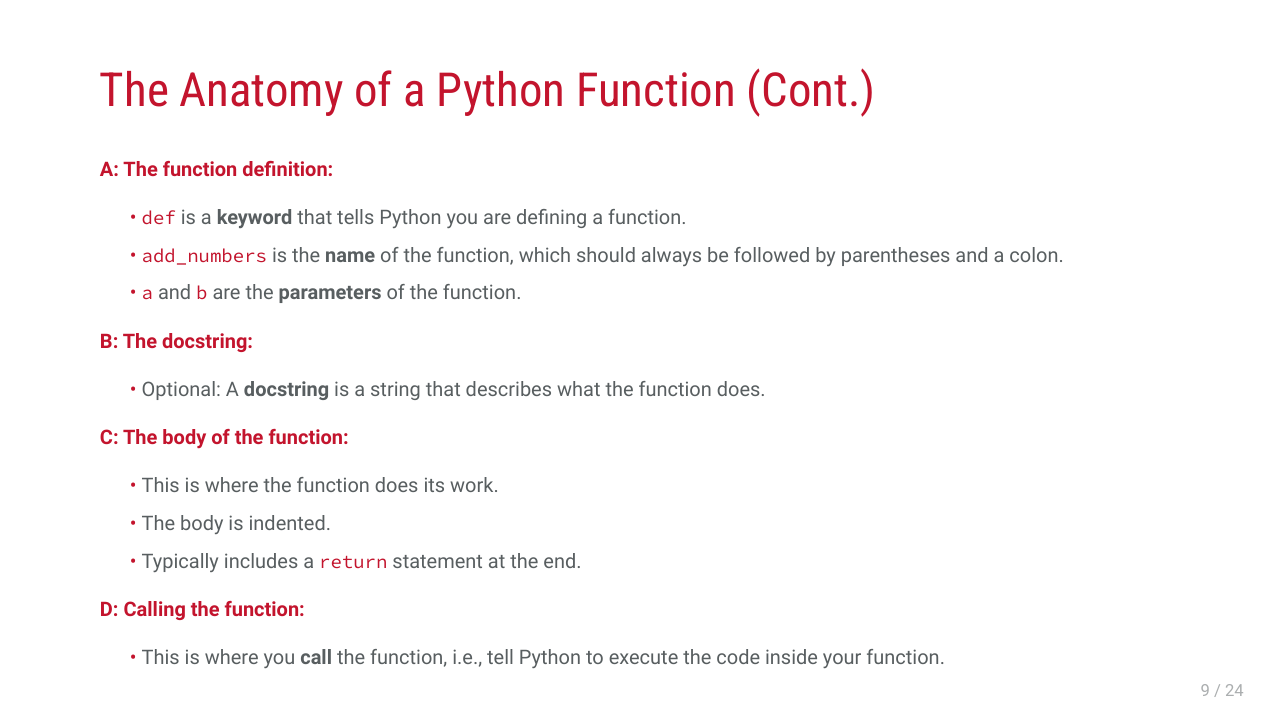 The Anatomy of a Python Function (Cont.)
A: The function definition:
• def is a keyword that tells Python you are defining a function.
• add_numbers is the name of the function, which should always be followed by parentheses and a colon.
• a and b are the parameters of the function.
B: The docstring:
• Optional: A docstring is a string that describes what the function does.
C: The body of the function:
• This is where the function does its work.
• The body is indented.
• Typically includes a return statement at the end.
D: Calling the function:
• This is where you call the function, i.e., tell Python to execute the code inside your function.
9 / 24